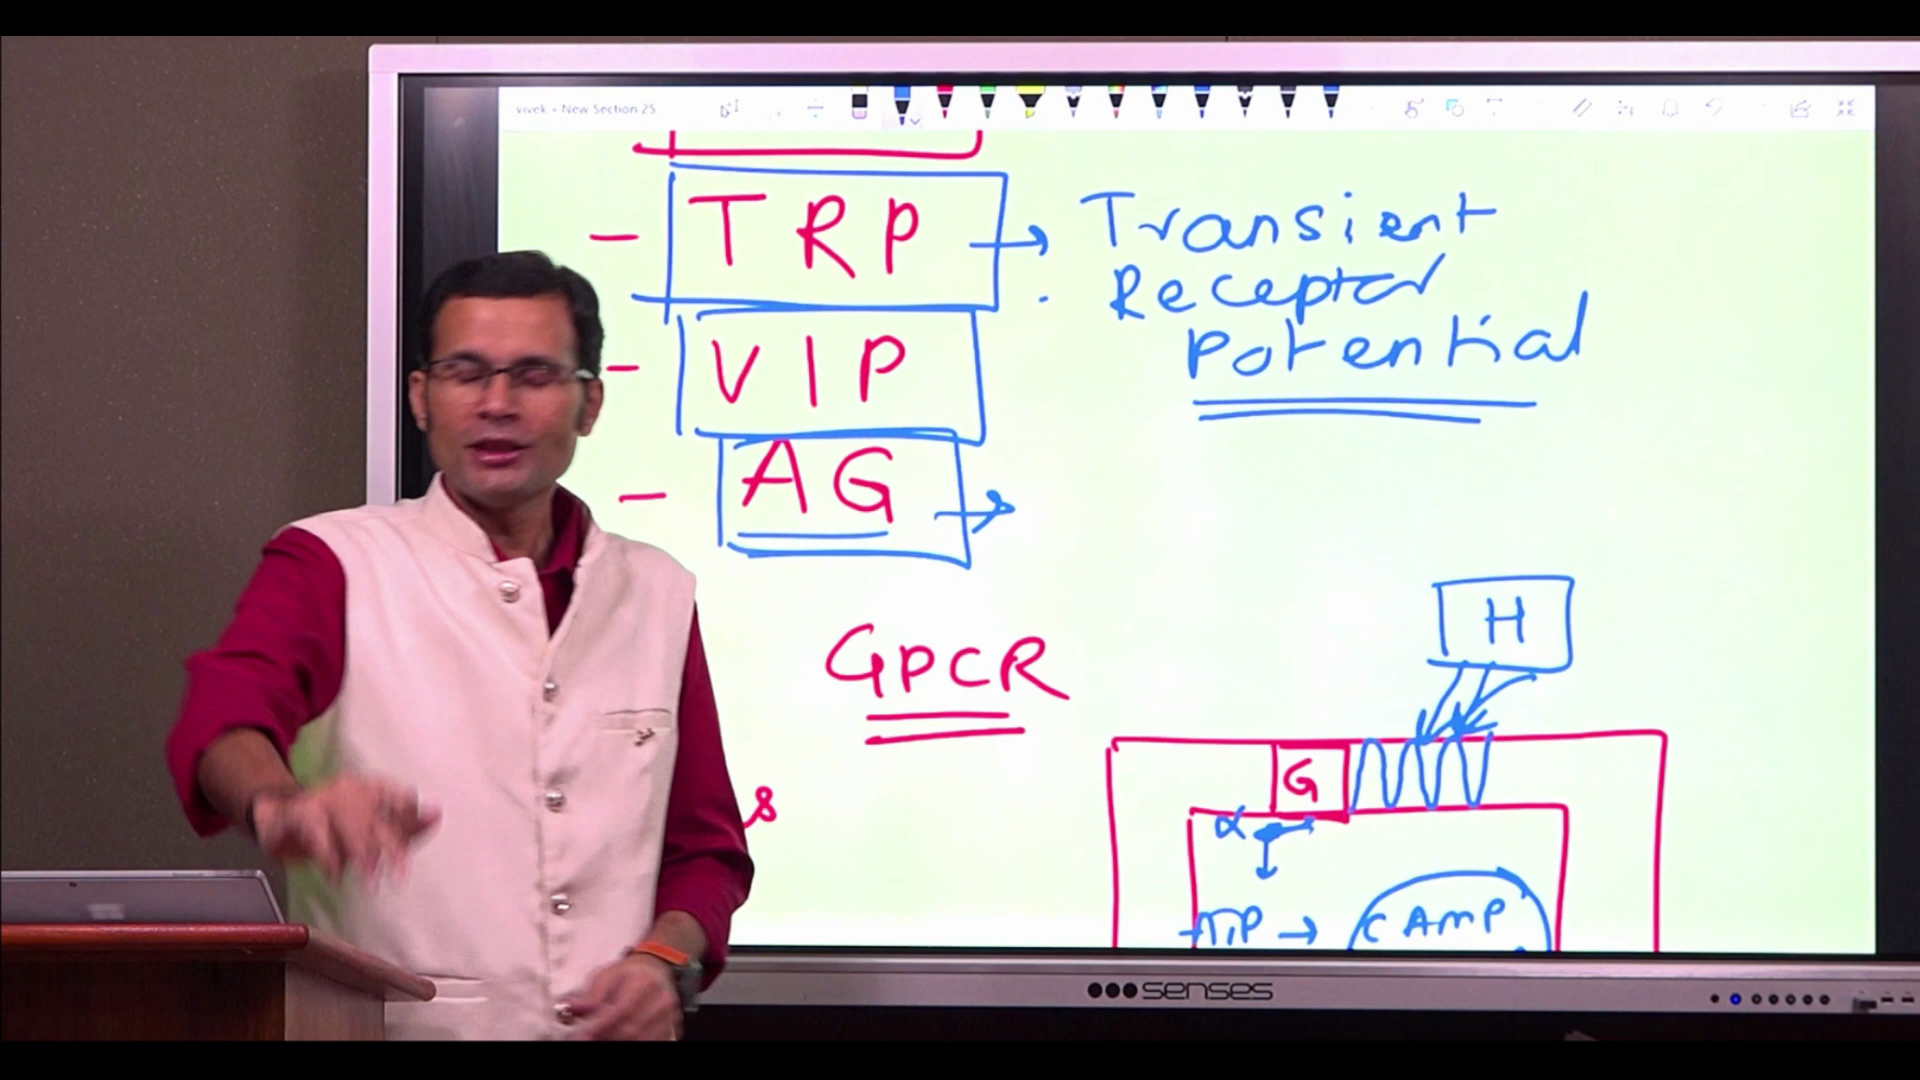 vivek » New Section 25
- TRP → Transient
Receptor
Potential
- VIP
- AG →
GPCR
H
G
α
s
ATP → CAMP
senses